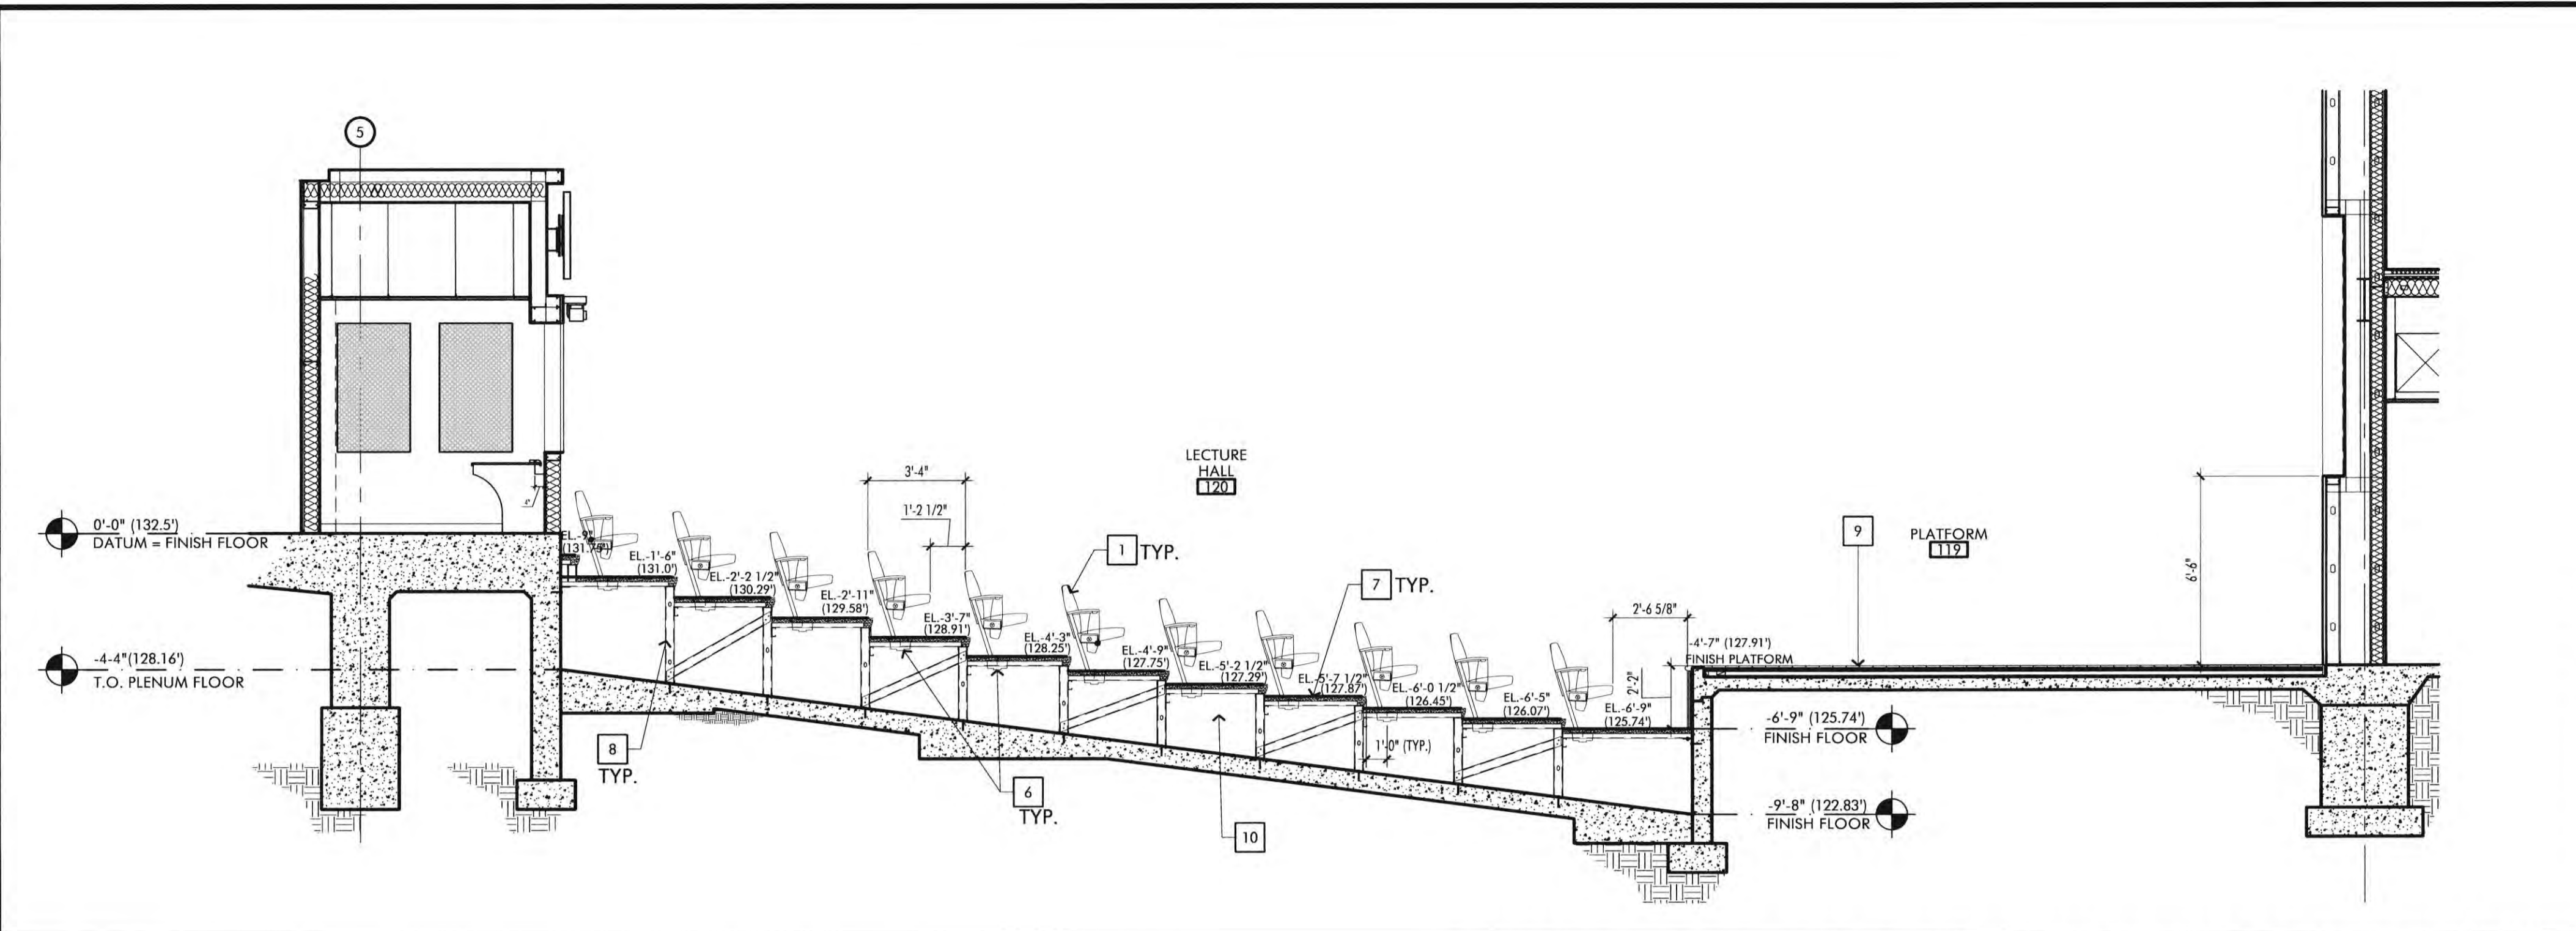 5
0'-0" (132.5')
DATUM = FINISH FLOOR
-4-4"(128.16')
T.O. PLENUM FLOOR
EL.-9"
(131.75')
EL.-1'-6"
(131.0')
EL.-2'-2 1/2"
(130.29')
EL.-2'-11"
(129.58')
3'-4"
1'-2 1/2"
EL.-3'-7"
(128.91')
EL.-4'-3"
(128.25')
EL.-4'-9"
(127.75')
EL.-5'-2 1/2"
(127.29')
EL.-5'-7 1/2"
(127.87')
EL.-6'-0 1/2"
(126.45')
EL.-6'-5"
(126.07')
EL.-6'-9"
(125.74')
1 TYP.
7 TYP.
LECTURE
HALL
120
8
TYP.
6
TYP.
10
1'-0" (TYP.)
2'-6 5/8"
2'-2"
-4'-7" (127.91')
FINISH PLATFORM
9
PLATFORM
119
6'-6"
-6'-9" (125.74')
FINISH FLOOR
-9'-8" (122.83')
FINISH FLOOR